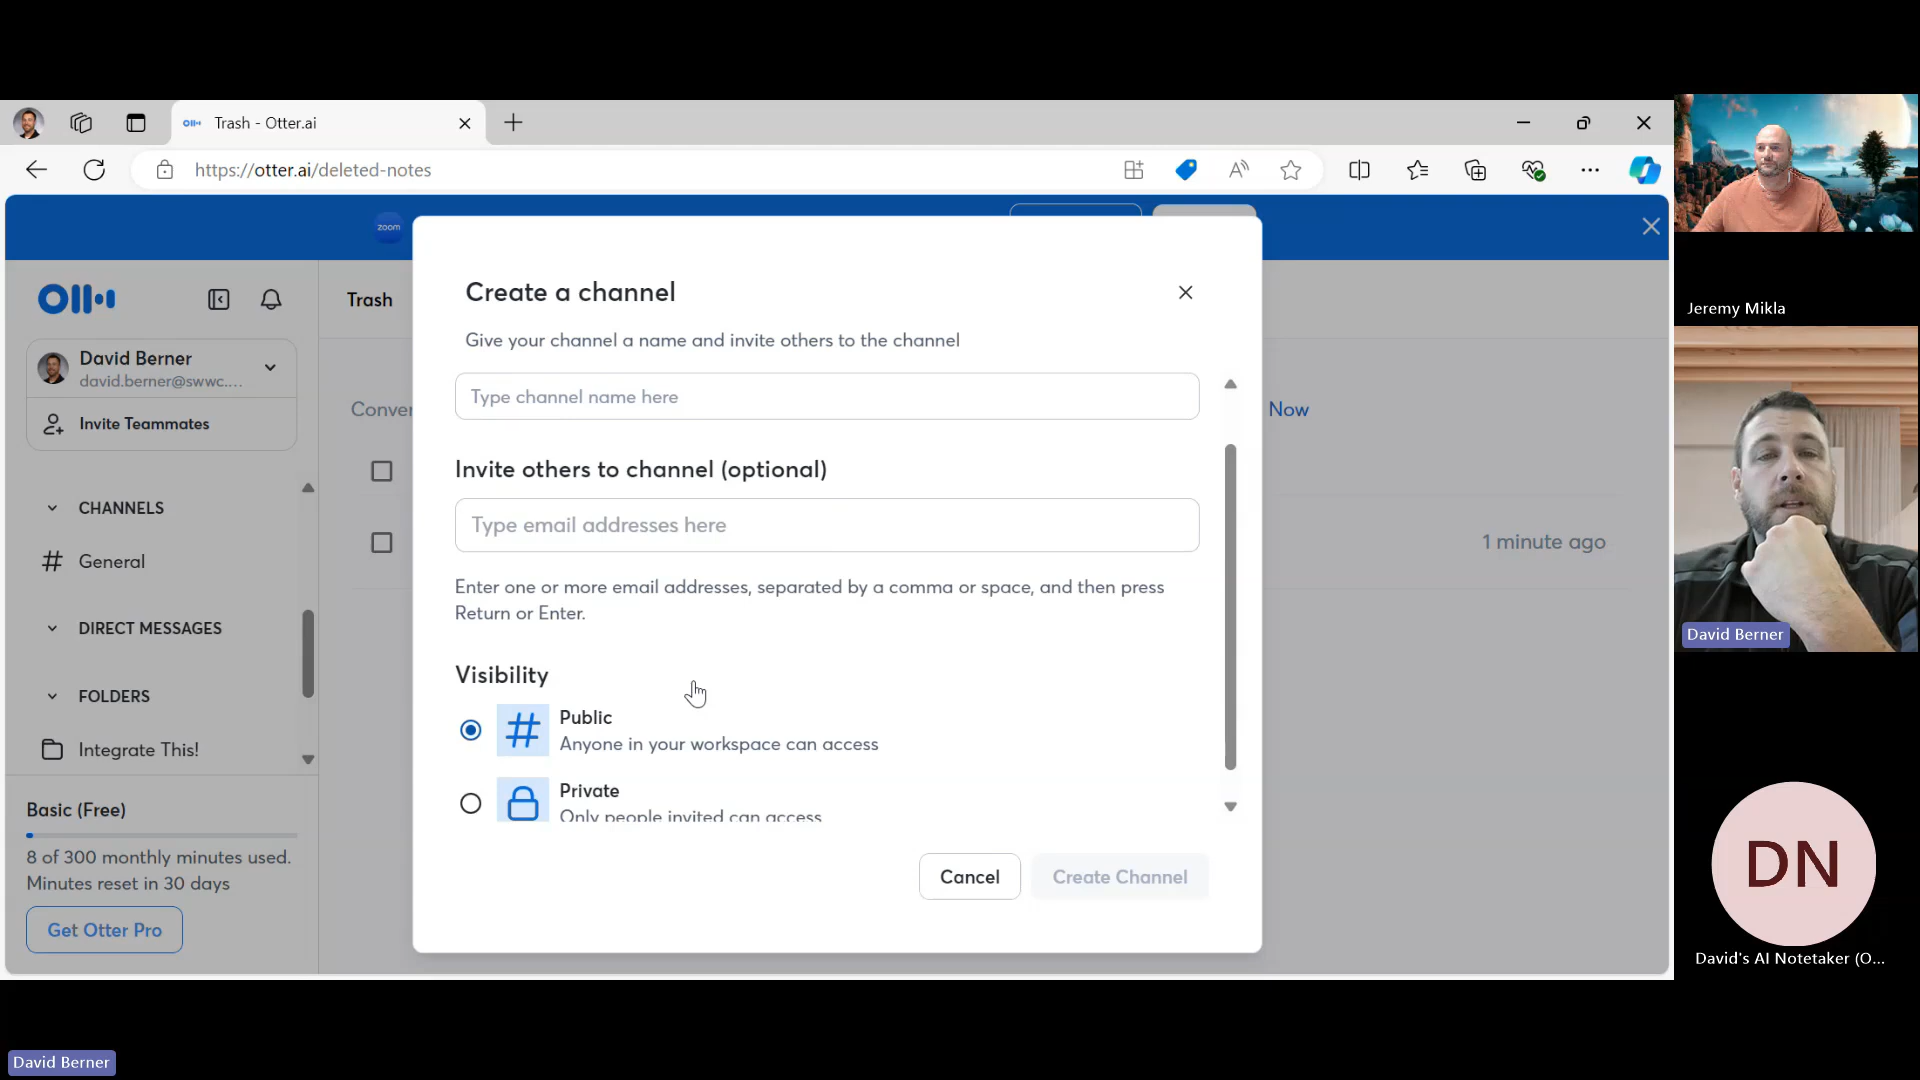 Trash - Otter.ai
https://otter.ai/deleted-notes
zoom
David Berner
david.berner@swwc....
Invite Teammates
CHANNELS
General
DIRECT MESSAGES
FOLDERS
Integrate This!
Basic (Free)
8 of 300 monthly minutes used.
Minutes reset in 30 days
Get Otter Pro
Trash
Conver
Now
1 minute ago
Create a channel
Give your channel a name and invite others to the channel
Type channel name here
Invite others to channel (optional)
Type email addresses here
Enter one or more email addresses, separated by a comma or space, and then press
Return or Enter.
Visibility
Public
Anyone in your workspace can access
Private
Only people invited can access
Cancel
Create Channel
Jeremy Mikla
David Berner
DN
David's AI Notetaker (O...
David Berner